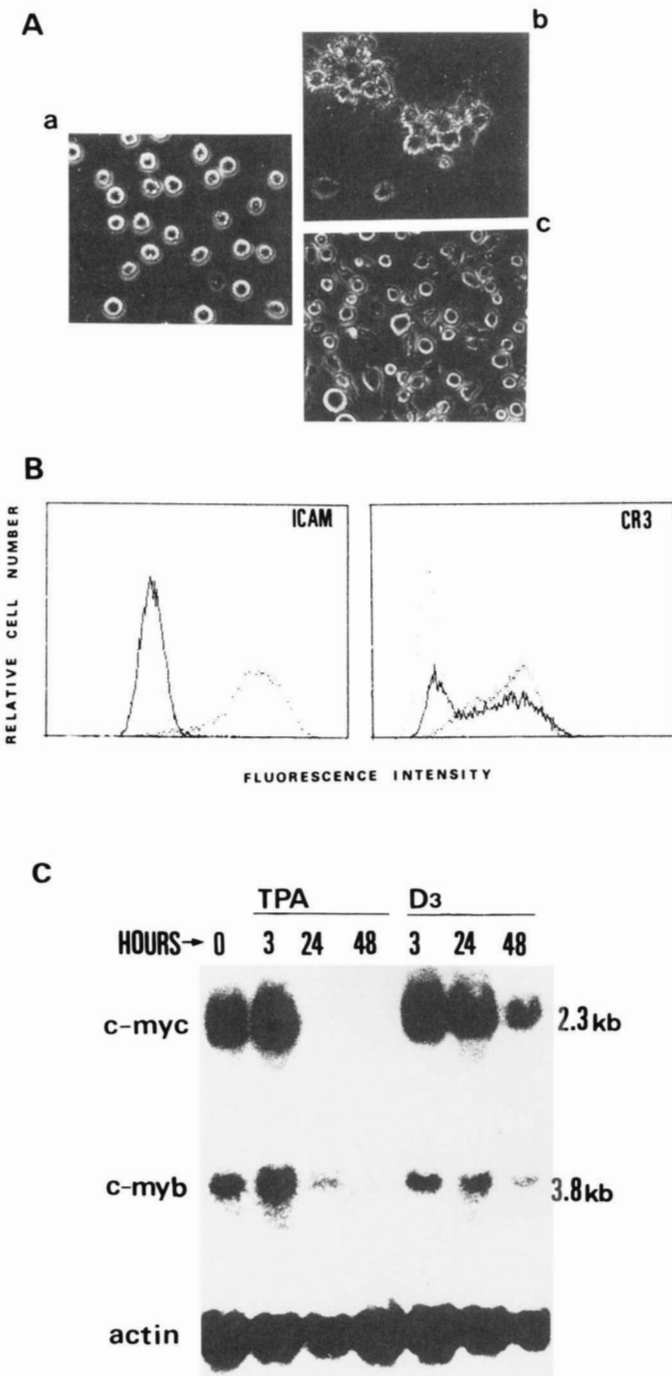 A
a
b
c
B
ICAM
CR3
RELATIVE CELL NUMBER
FLUORESCENCE INTENSITY
C
TPA D3
HOURS→ 0 3 24 48 3 24 48
c-myc 2.3kb
c-myb 3.8kb
actin